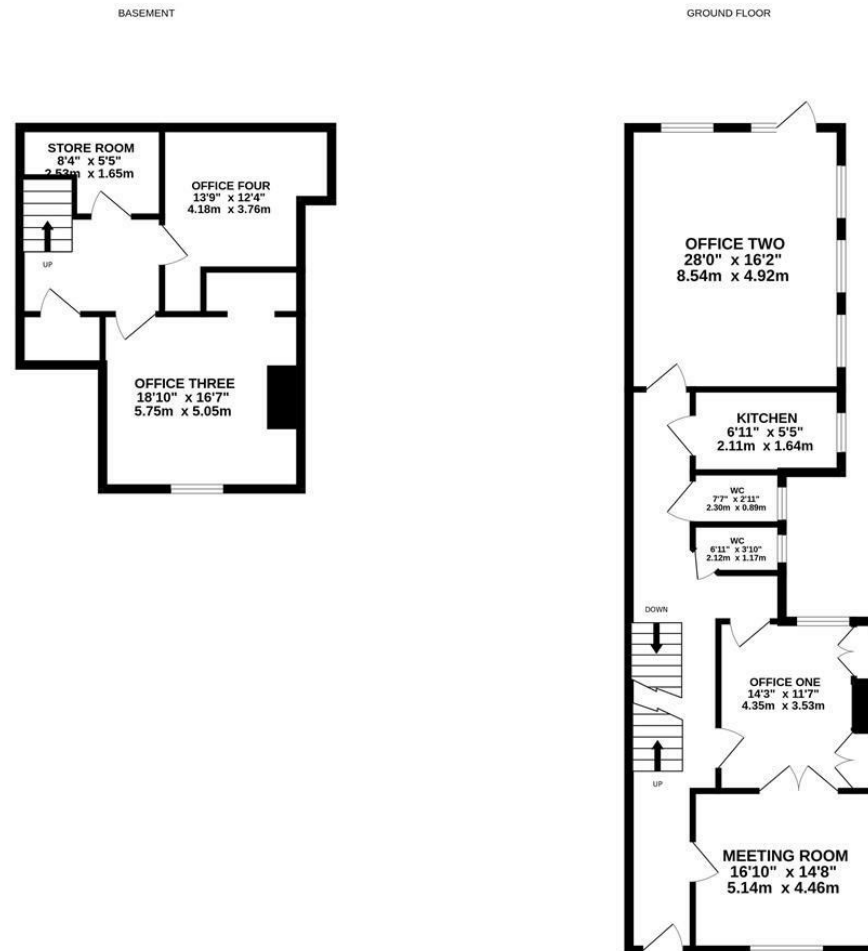 BASEMENT
STORE ROOM
8'4" x 5'5"
2.53m x 1.65m
OFFICE FOUR
13'9" x 12'4"
4.18m x 3.76m
UP
OFFICE THREE
18'10" x 16'7"
5.75m x 5.05m
GROUND FLOOR
OFFICE TWO
28'0" x 16'2"
8.54m x 4.92m
KITCHEN
6'11" x 5'5"
2.11m x 1.64m
WC
7'7" x 2'11"
2.30m x 0.89m
WC
6'11" x 3'10"
2.12m x 1.17m
DOWN
OFFICE ONE
14'3" x 11'7"
4.35m x 3.53m
UP
MEETING ROOM
16'10" x 14'8"
5.14m x 4.46m